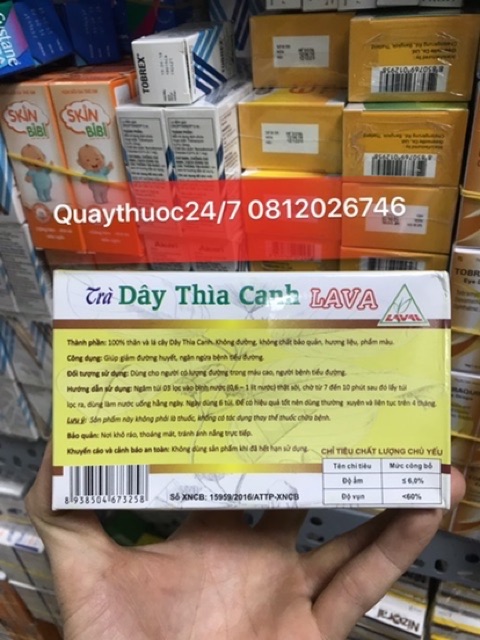 TOBREX
SKIN
BiBi
SKIN
BiBi
8850769012958
Quaythuoc24/7 0812026746
Trà Dây Thìa Canh LAVA
LAVA
Thành phần: 100% thân và lá cây Dây Thìa Canh. Không đường, không chất bảo quản, hương liệu, phẩm màu.
Công dụng: Giúp giảm đường huyết, ngăn ngừa bệnh tiểu đường.
Đối tượng sử dụng: Dùng cho người có lượng đường trong máu cao, người bệnh tiểu đường.
Hướng dẫn sử dụng: Ngâm túi 03 lọc vào bình nước (0,6 – 1 lít nước) thật sôi, chờ từ 7 đến 10 phút sau đó lấy túi
lọc ra, dùng làm nước uống hằng ngày. Ngày dùng 6 túi, để có hiệu quả tốt nên dùng thường xuyên và liên tục trên 4 tháng.
Lưu ý: Sản phẩm này không phải là thuốc, không có tác dụng thay thế thuốc chữa bệnh.
Bảo quản: Nơi khô ráo, thoáng mát, tránh ánh nắng trực tiếp.
Khuyến cáo và cảnh báo an toàn: Không dùng sản phẩm khi đã hết hạn sử dụng.
CHỈ TIÊU CHẤT LƯỢNG CHỦ YẾU
Tên chỉ tiêu Mức công bố
Độ ẩm ≤ 6,0%
Độ vụn <60%
8 938504 673258
Số XNCB: 15959/2016/ATTP-XNCB
Nizoral